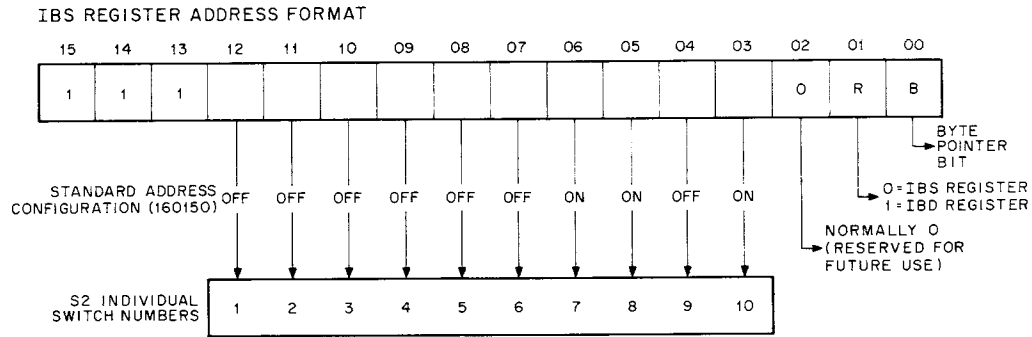 IBS REGISTER ADDRESS FORMAT
15 14 13 12 11 10 09 08 07 06 05 04 03 02 01 00
1 1 1 0 R B
BYTE
POINTER
BIT
STANDARD ADDRESS
CONFIGURATION (160150)
OFF OFF OFF OFF OFF OFF ON ON OFF ON
0=IBS REGISTER
1=IBD REGISTER
NORMALLY 0
(RESERVED FOR
FUTURE USE)
S2 INDIVIDUAL
SWITCH NUMBERS
1 2 3 4 5 6 7 8 9 10